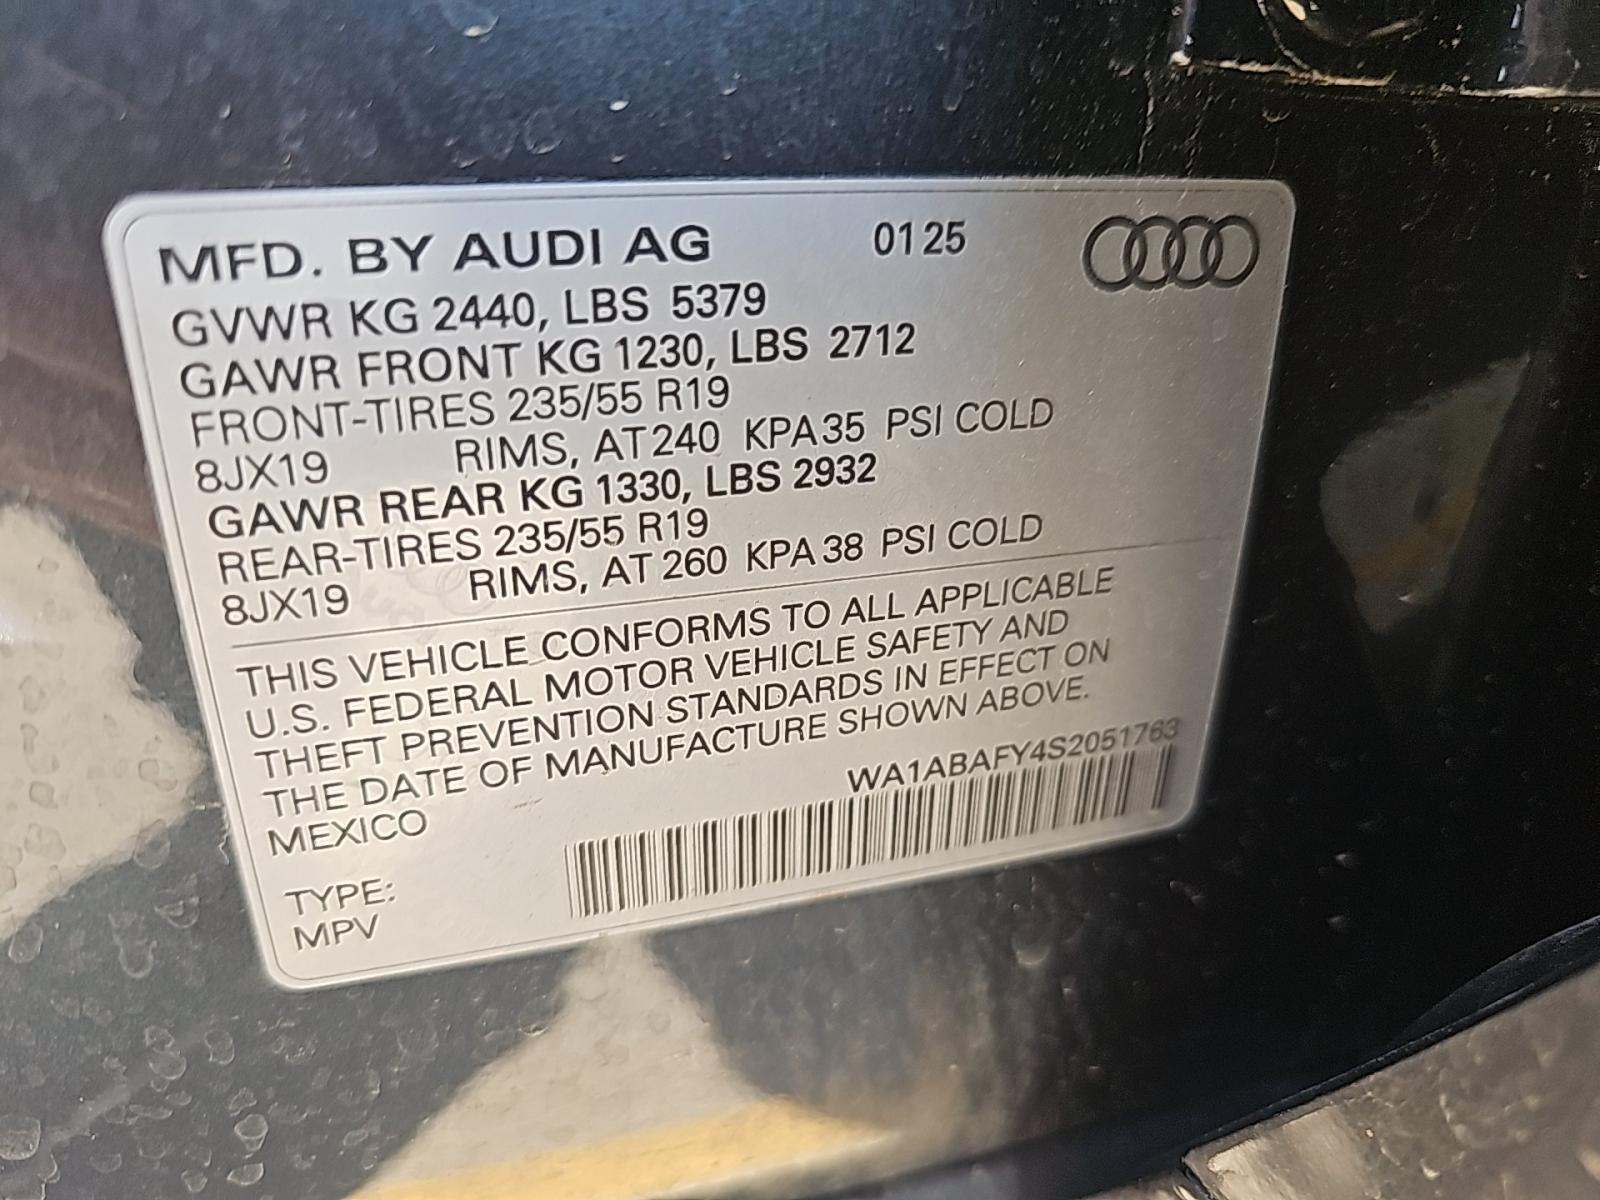 MFD. BY AUDI AG 0125
GVWR KG 2440, LBS 5379
GAWR FRONT KG 1230, LBS 2712
FRONT-TIRES 235/55 R19
8JX19 RIMS, AT 240 KPA 35 PSI COLD
GAWR REAR KG 1330, LBS 2932
REAR-TIRES 235/55 R19
8JX19 RIMS, AT 260 KPA 38 PSI COLD
THIS VEHICLE CONFORMS TO ALL APPLICABLE
U.S. FEDERAL MOTOR VEHICLE SAFETY AND
THEFT PREVENTION STANDARDS IN EFFECT ON
THE DATE OF MANUFACTURE SHOWN ABOVE.
MEXICO WA1ABAFY4S2051763
TYPE:
MPV